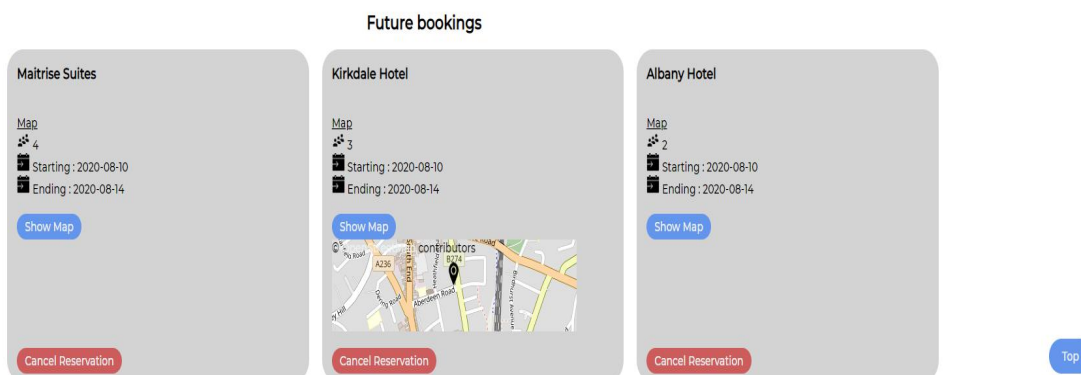 Future bookings
Maitrise Suites
Map
4
Starting : 2020-08-10
Ending : 2020-08-14
Show Map
Cancel Reservation
Kirkdale Hotel
Map
3
Starting : 2020-08-10
Ending : 2020-08-14
Show Map
© contributors
A236
B274
Aberdeen Road
Birdhurst Avenue
Cancel Reservation
Albany Hotel
Map
2
Starting : 2020-08-10
Ending : 2020-08-14
Show Map
Cancel Reservation
Top